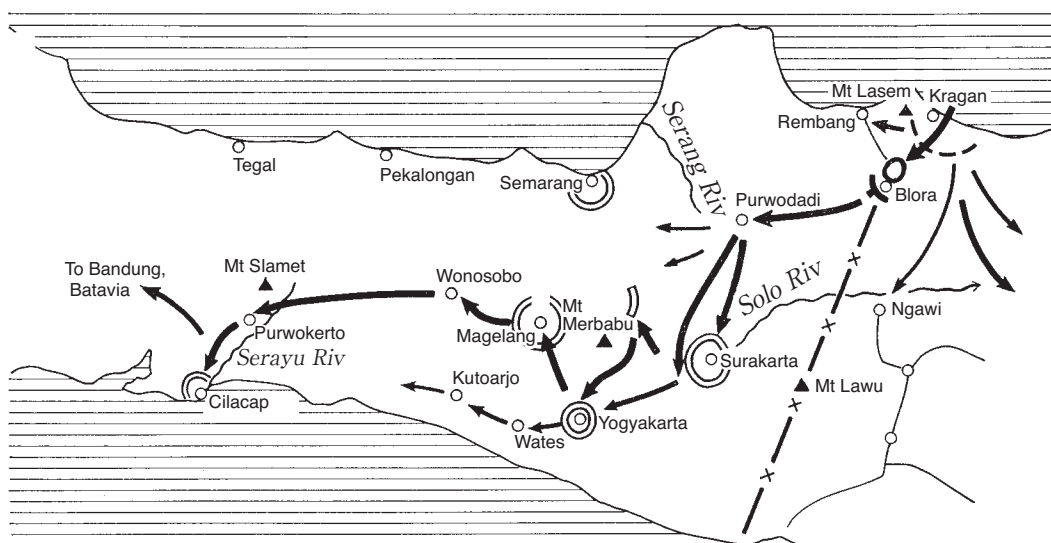 Mt Lasem
Kragan
Rembang
Serang Riv
Tegal
Pekalongan
Semarang
Blora
Purwodadi
To Bandung,
Batavia
Mt Slamet
Wonosobo
Mt
Merbabu
Solo Riv
Ngawi
Purwokerto
Magelang
Serayu Riv
Surakarta
Cilacap
Kutoarjo
Mt Lawu
Wates
Yogyakarta